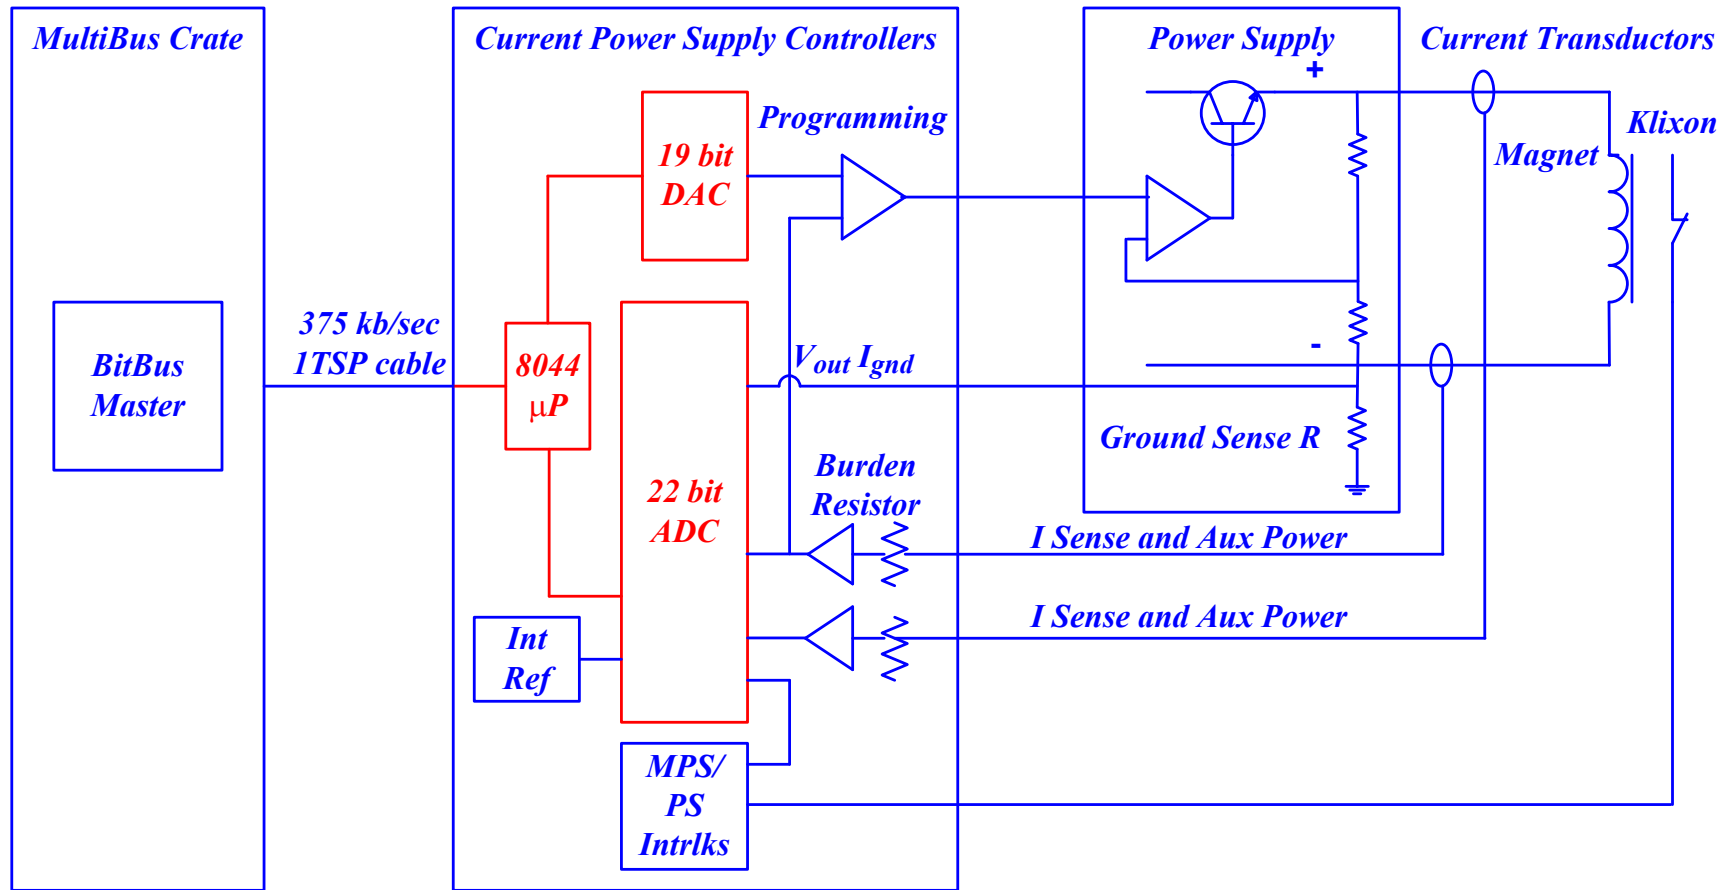 MultiBus Crate
Current Power Supply Controllers
Power Supply
Current Transductors
+
Programming
Klixon
19 bit
DAC
Magnet
375 kb/sec
1TSP cable
BitBus
Master
8044
μP
-
Vout Ignd
Ground Sense R
Burden
Resistor
22 bit
ADC
I Sense and Aux Power
I Sense and Aux Power
Int
Ref
MPS/
PS
Intrlks